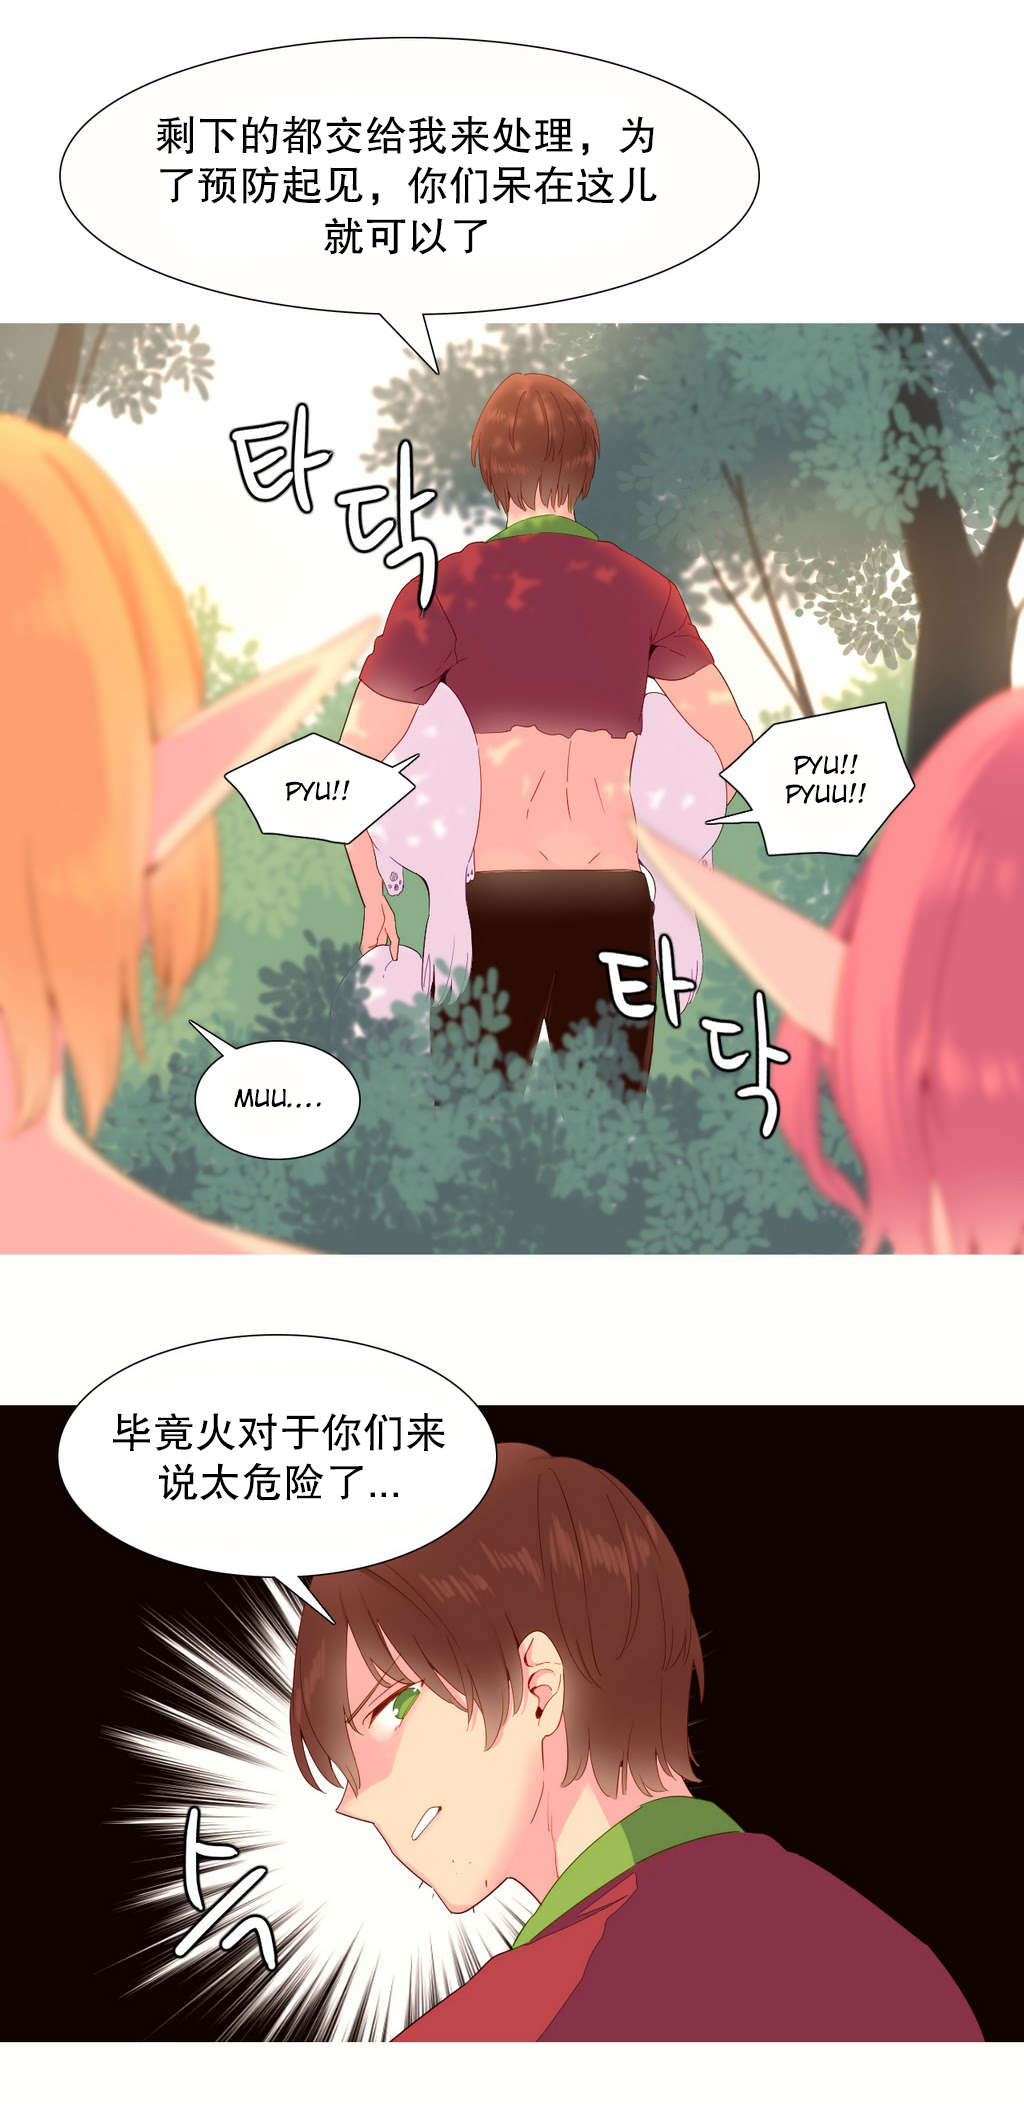 剩下的都交给我来处理，为
了预防起见，你们呆在这儿
就可以了
타
닥
PYU!!
PYU!!
PYUU!!
타
닥
MUU....
毕竟火对于你们来
说太危险了...
스
윽